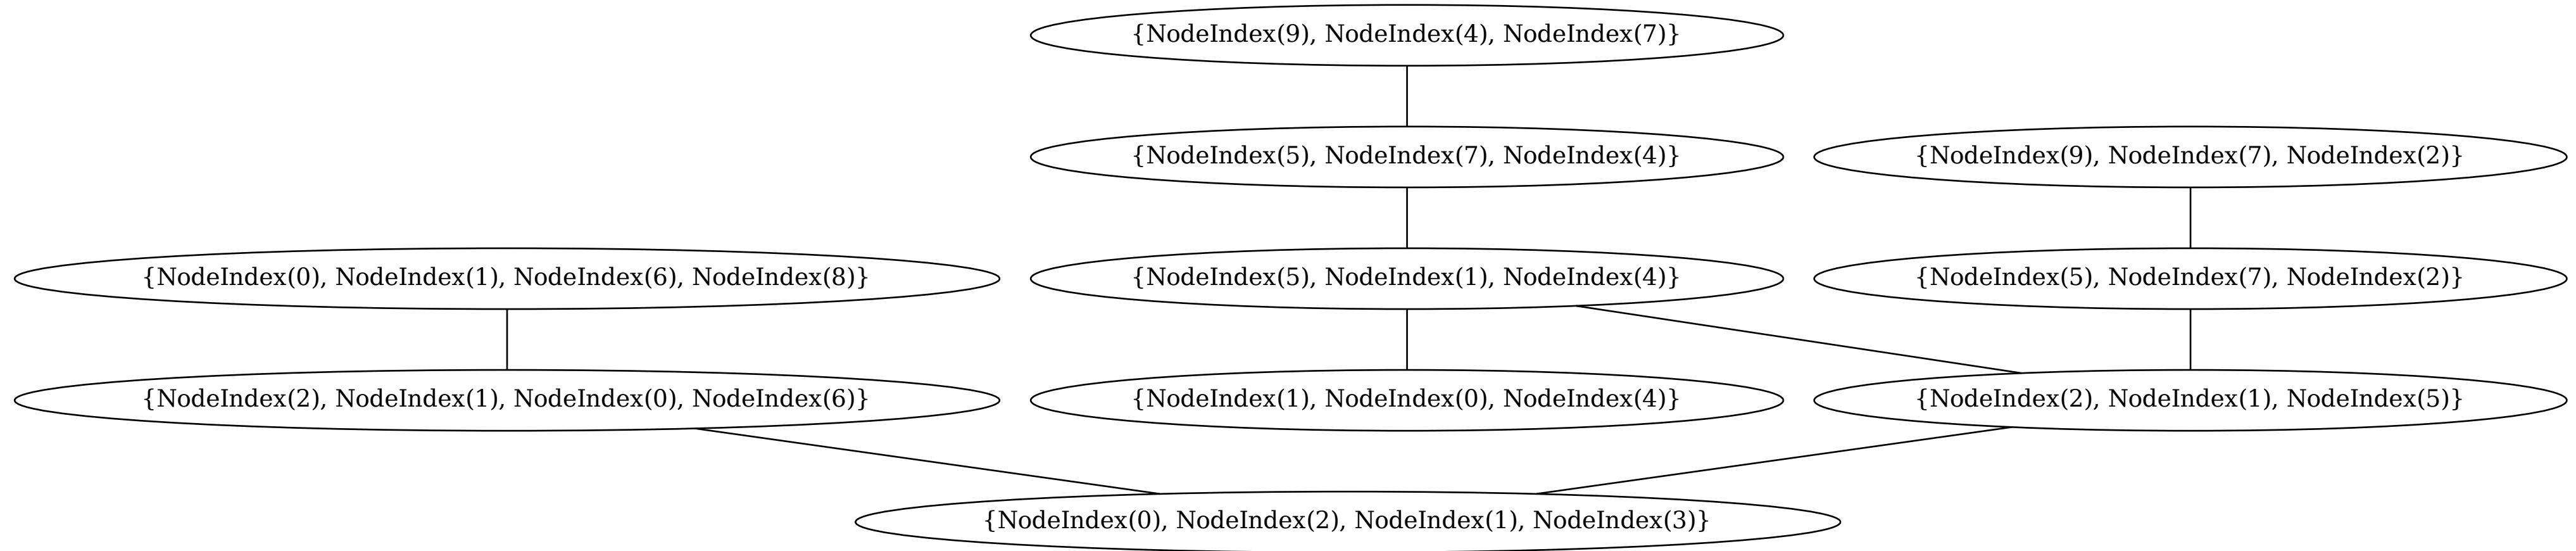 {NodeIndex(9), NodeIndex(4), NodeIndex(7)}
{NodeIndex(5), NodeIndex(7), NodeIndex(4)}
{NodeIndex(9), NodeIndex(7), NodeIndex(2)}
{NodeIndex(0), NodeIndex(1), NodeIndex(6), NodeIndex(8)}
{NodeIndex(5), NodeIndex(1), NodeIndex(4)}
{NodeIndex(5), NodeIndex(7), NodeIndex(2)}
{NodeIndex(2), NodeIndex(1), NodeIndex(0), NodeIndex(6)}
{NodeIndex(1), NodeIndex(0), NodeIndex(4)}
{NodeIndex(2), NodeIndex(1), NodeIndex(5)}
{NodeIndex(0), NodeIndex(2), NodeIndex(1), NodeIndex(3)}